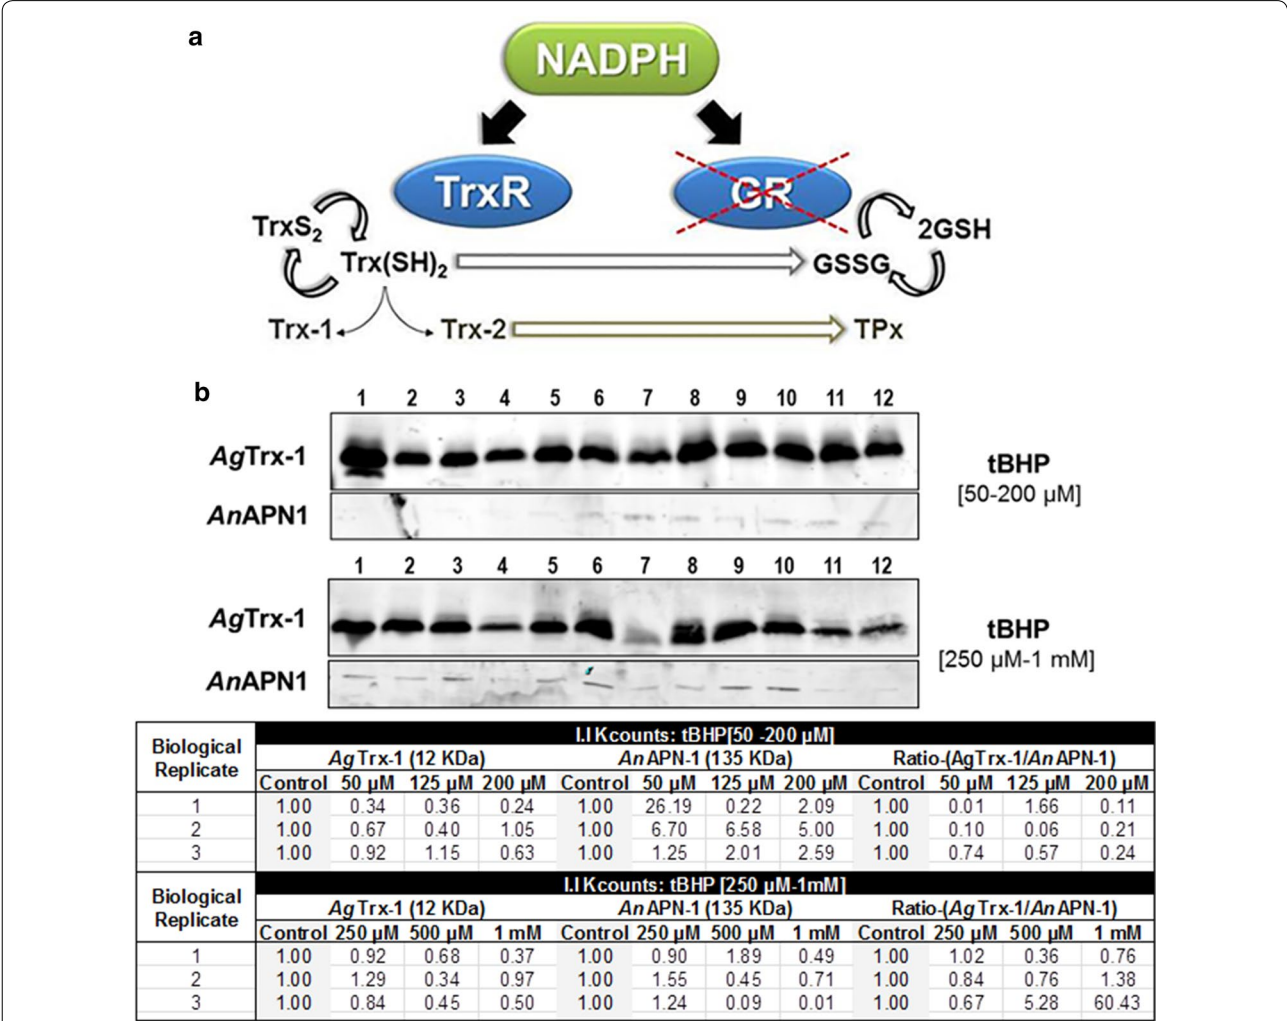 a
NADPH
TrxR GR
TrxS2 2GSH
Trx(SH)2 GSSG
Trx-1 Trx-2 TPx
b
1 2 3 4 5 6 7 8 9 10 11 12
AgTrx-1
AnAPN1
tBHP
[50-200 µM]
1 2 3 4 5 6 7 8 9 10 11 12
AgTrx-1
AnAPN1
tBHP
[250 µM-1 mM]
Biological Replicate I.I Kcounts: tBHP[50 -200 µM]
AgTrx-1 (12 KDa) AnAPN-1 (135 KDa) Ratio-(AgTrx-1/AnAPN-1)
Control 50 µM 125 µM 200 µM Control 50 µM 125 µM 200 µM Control 50 µM 125 µM 200 µM
1 1.00 0.34 0.36 0.24 1.00 26.19 0.22 2.09 1.00 0.01 1.66 0.11
2 1.00 0.67 0.40 1.05 1.00 6.70 6.58 5.00 1.00 0.10 0.06 0.21
3 1.00 0.92 1.15 0.63 1.00 1.25 2.01 2.59 1.00 0.74 0.57 0.24
Biological Replicate I.I Kcounts: tBHP [250 µM-1mM]
AgTrx-1 (12 KDa) AnAPN-1 (135 KDa) Ratio-(AgTrx-1/AnAPN-1)
Control 250 µM 500 µM 1 mM Control 250 µM 500 µM 1 mM Control 250 µM 500 µM 1 mM
1 1.00 0.92 0.68 0.37 1.00 0.90 1.89 0.49 1.00 1.02 0.36 0.76
2 1.00 1.29 0.34 0.97 1.00 1.55 0.45 0.71 1.00 0.84 0.76 1.38
3 1.00 0.84 0.45 0.50 1.00 1.24 0.09 0.01 1.00 0.67 5.28 60.43